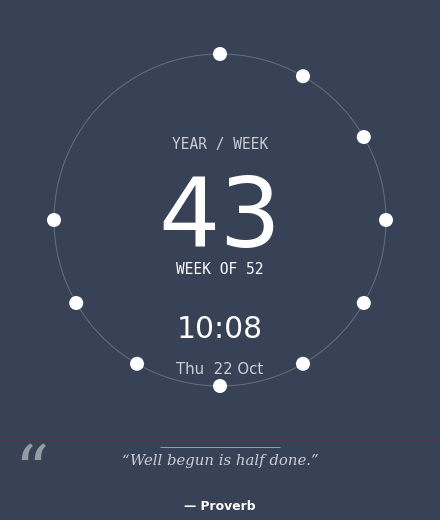 YEAR / WEEK
43
WEEK OF 52
10:08
Thu 22 Oct
“
“Well begun is half done.”
— Proverb